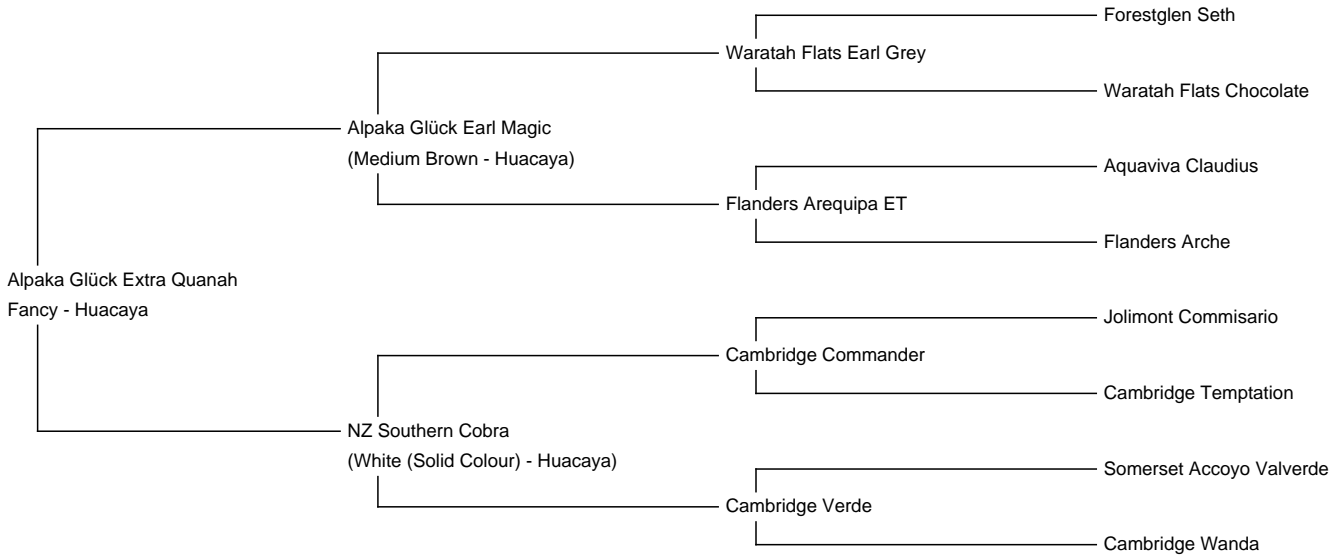 Forestglen Seth
Waratah Flats Earl Grey
Waratah Flats Chocolate
Alpaka Glück Earl Magic
(Medium Brown - Huacaya)
Aquaviva Claudius
Flanders Arequipa ET
Flanders Arche
Alpaka Glück Extra Quanah
Fancy - Huacaya
Jolimont Commisario
Cambridge Commander
Cambridge Temptation
NZ Southern Cobra
(White (Solid Colour) - Huacaya)
Somerset Accoyo Valverde
Cambridge Verde
Cambridge Wanda